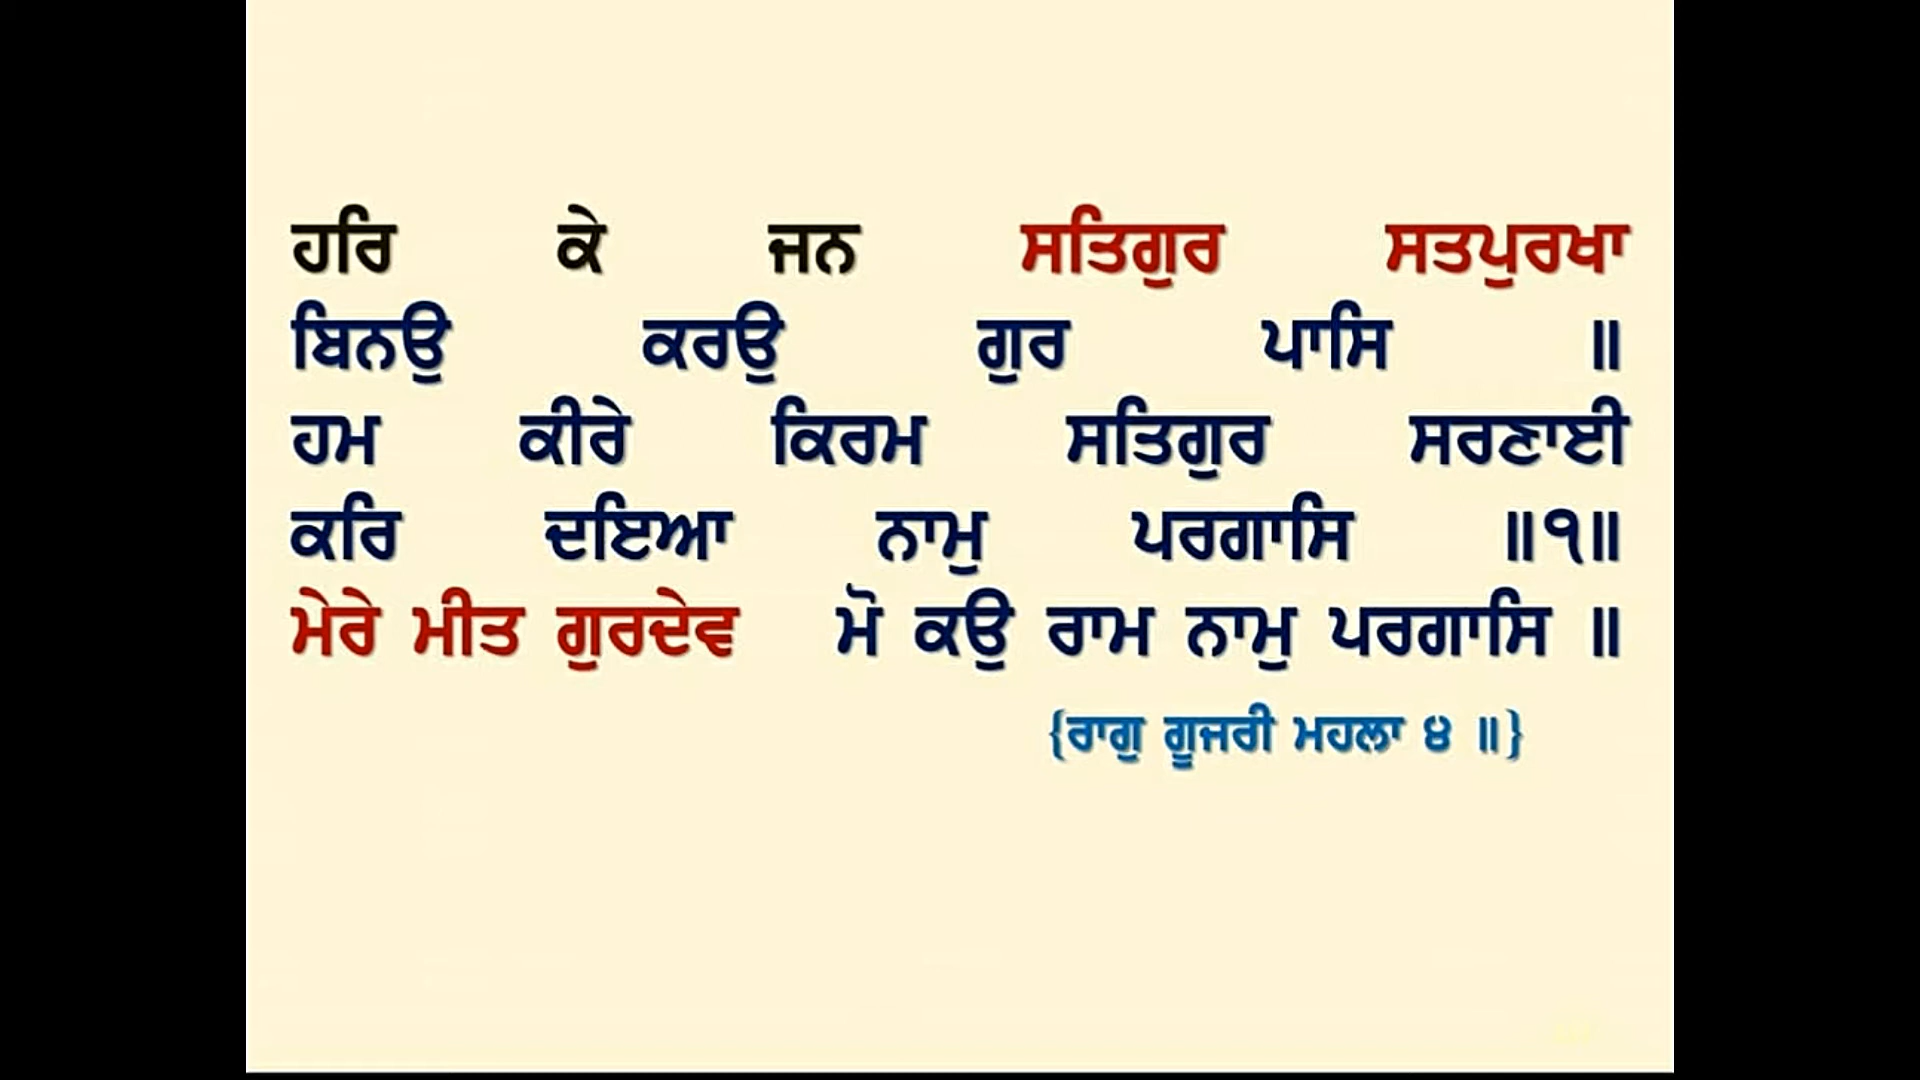 ਹਰਿ ਕੇ ਜਨ ਸਤਿਗੁਰ ਸਤਪੁਰਖਾ
ਬਿਨਉ ਕਰਉ ਗੁਰ ਪਾਸਿ ॥
ਹਮ ਕੀਰੇ ਕਿਰਮ ਸਤਿਗੁਰ ਸਰਣਾਈ
ਕਰਿ ਦਇਆ ਨਾਮੁ ਪਰਗਾਸਿ ॥੧॥
ਮੇਰੇ ਮੀਤ ਗੁਰਦੇਵ ਮੋ ਕਉ ਰਾਮ ਨਾਮੁ ਪਰਗਾਸਿ ॥
{ਰਾਗੁ ਗੂਜਰੀ ਮਹਲਾ ੪ ॥}